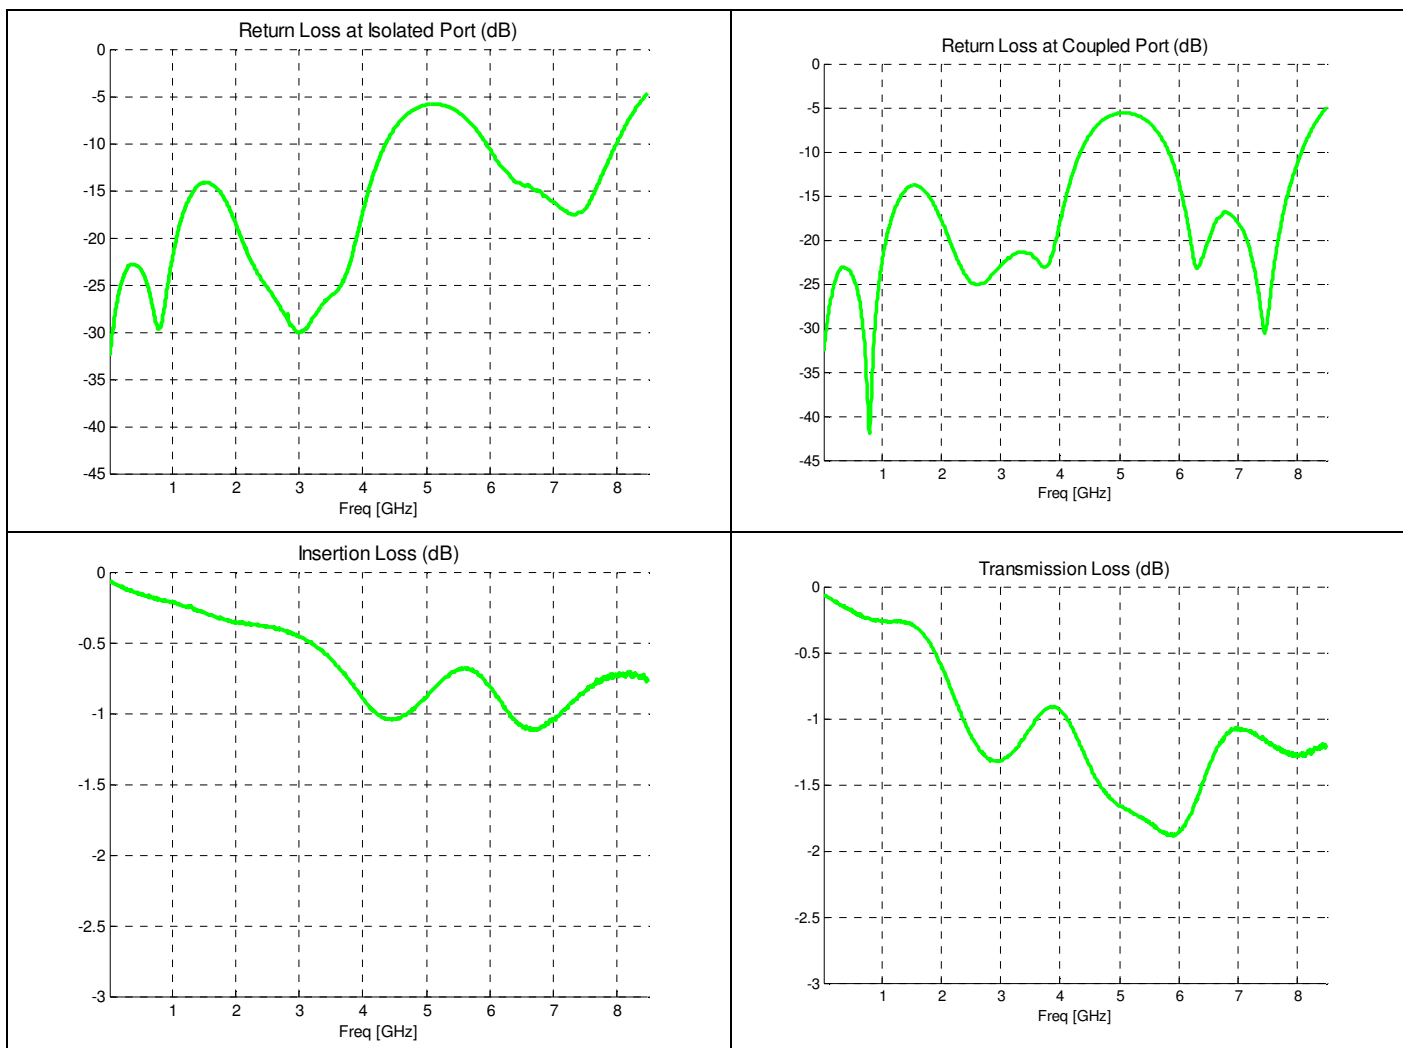 Return Loss at Isolated Port (dB)
0
-5
-10
-15
-20
-25
-30
-35
-40
-45
1 2 3 4 5 6 7 8
Freq [GHz]
Return Loss at Coupled Port (dB)
0
-5
-10
-15
-20
-25
-30
-35
-40
-45
1 2 3 4 5 6 7 8
Freq [GHz]
Insertion Loss (dB)
0
-0.5
-1
-1.5
-2
-2.5
-3
1 2 3 4 5 6 7 8
Freq [GHz]
Transmission Loss (dB)
0
-0.5
-1
-1.5
-2
-2.5
-3
1 2 3 4 5 6 7 8
Freq [GHz]